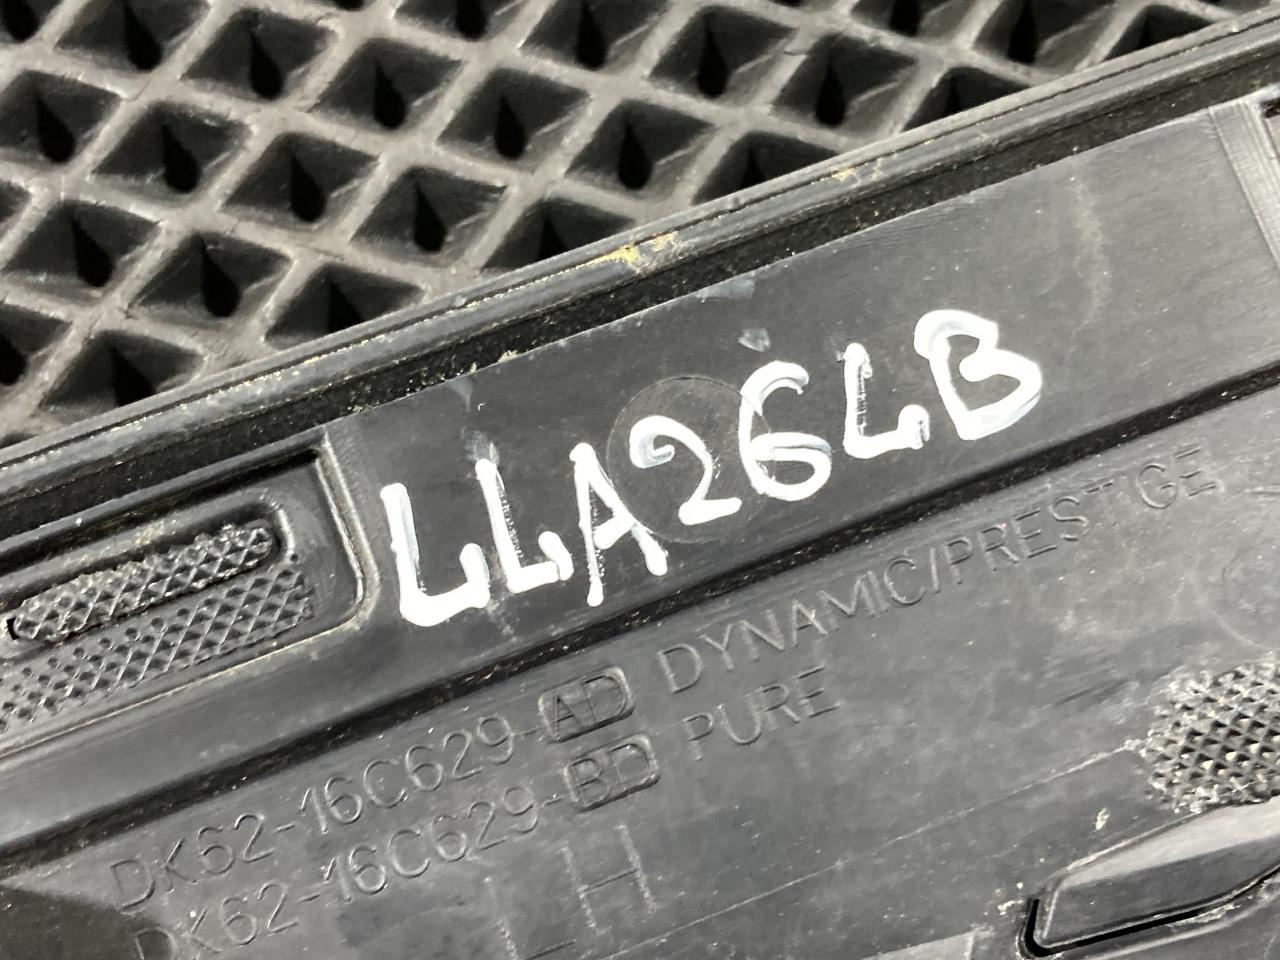 LLA26LB
DK62-16C629-AD DYNAMIC/PRESTIGE
DK62-16C629-BD PURE
LH